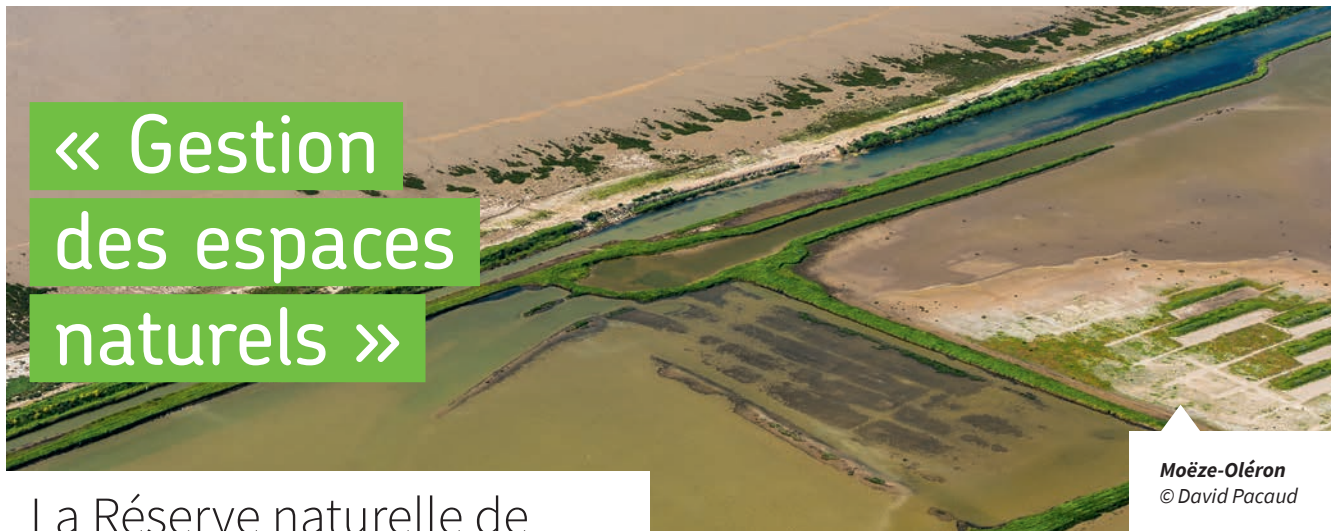 « Gestion
des espaces
naturels »
Moëze-Oléron
© David Pacaud
La Réserve naturelle de